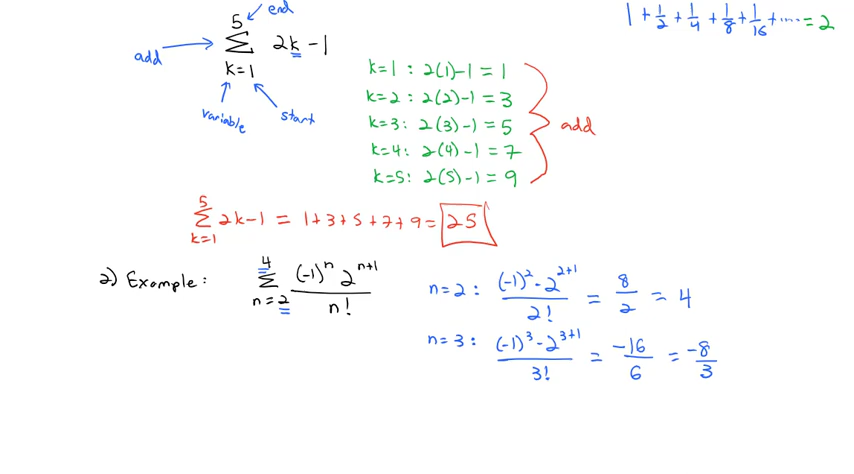 end
1 + 1/2 + 1/4 + 1/8 + 1/16 + .... = 2
add
5
∑ 2k - 1
k = 1
variable
start
k=1 : 2(1)-1 = 1
k=2 : 2(2)-1 = 3
k=3: 2(3)-1 = 5
k=4: 2(4)-1 = 7
k=5: 2(5)-1 = 9
add
5
∑ 2k-1 = 1+3+5+7+9 = 25
k=1
2) Example:
4
∑ (-1)^n 2^(n+1) / n!
n=2
n=2 : (-1)^2 - 2^(2+1) / 2! = 8/2 = 4
n=3 : (-1)^3 - 2^(3+1) / 3! = -16/6 = -8/3